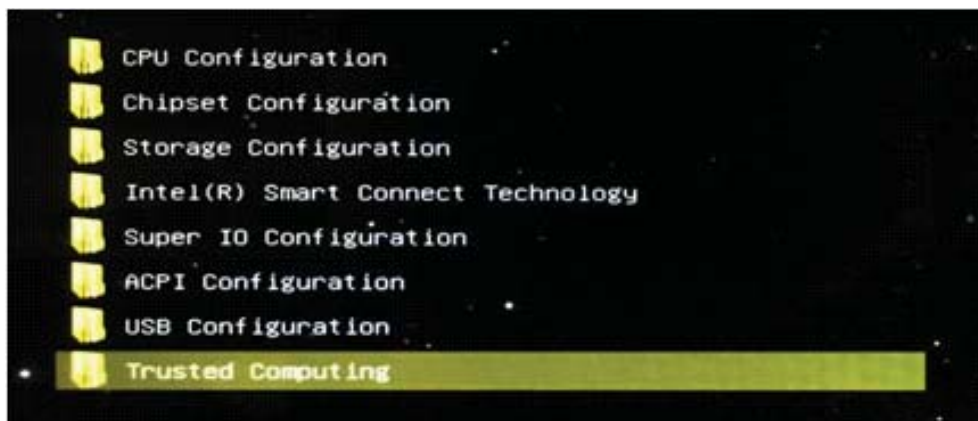 CPU Configuration
Chipset Configuration
Storage Configuration
Intel(R) Smart Connect Technology
Super IO Configuration
ACPI Configuration
USB Configuration
Trusted Computing